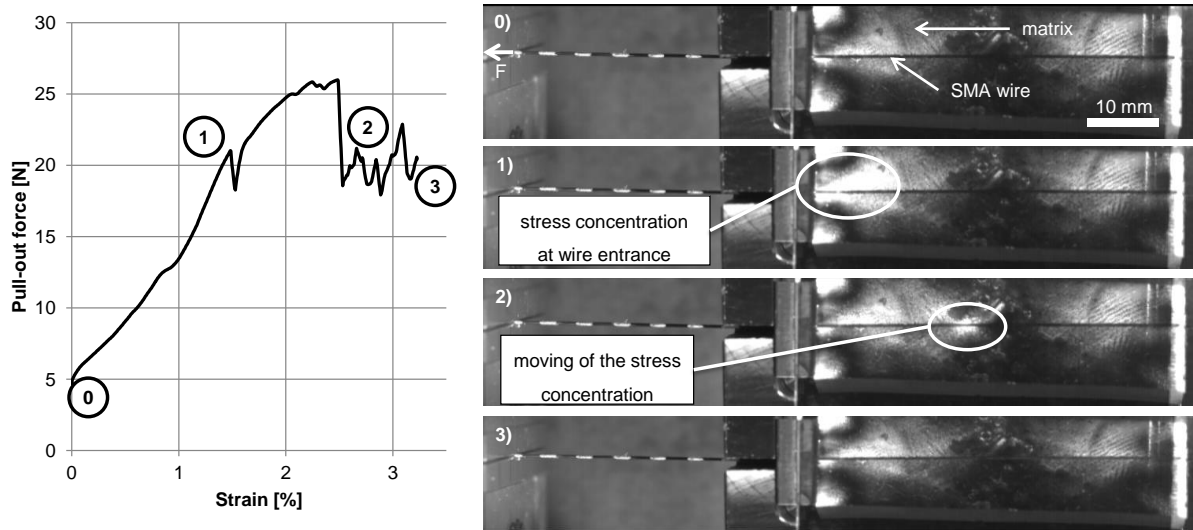 30
25
20
15
10
5
0
0
1
2
3
Pull-out force [N]
Strain [%]
0
1
2
3
0)
F
matrix
SMA wire
10 mm
1)
stress concentration
at wire entrance
2)
moving of the stress
concentration
3)